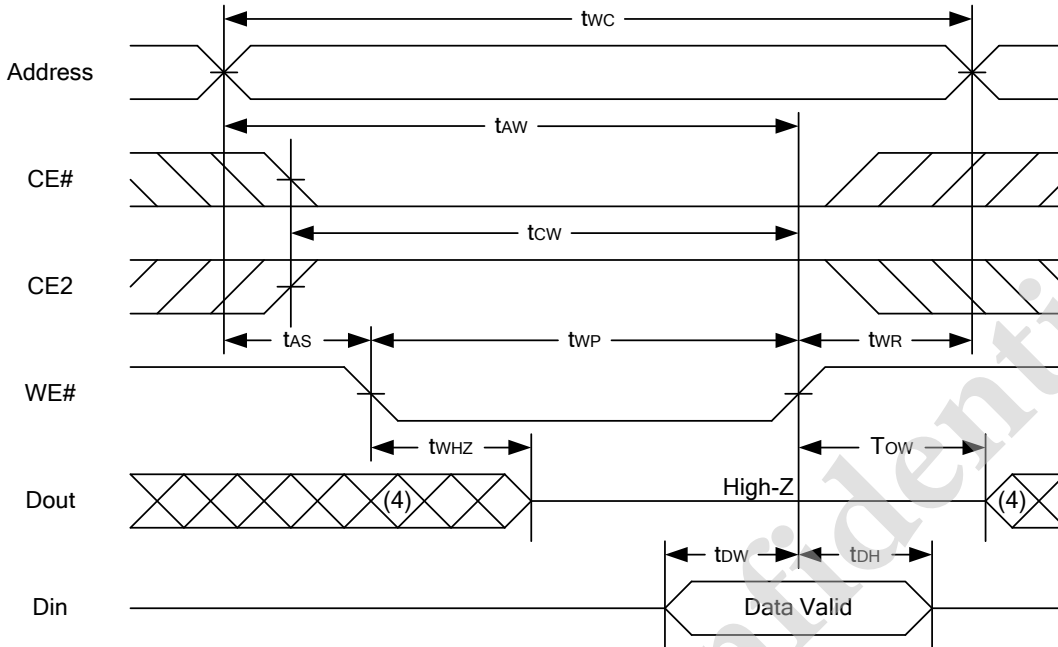 tWC
Address
tAW
CE#
tCW
CE2
tAS tWP tWR
WE#
tWHZ TOW
Dout (4) High-Z (4)
tDW tDH
Din Data Valid